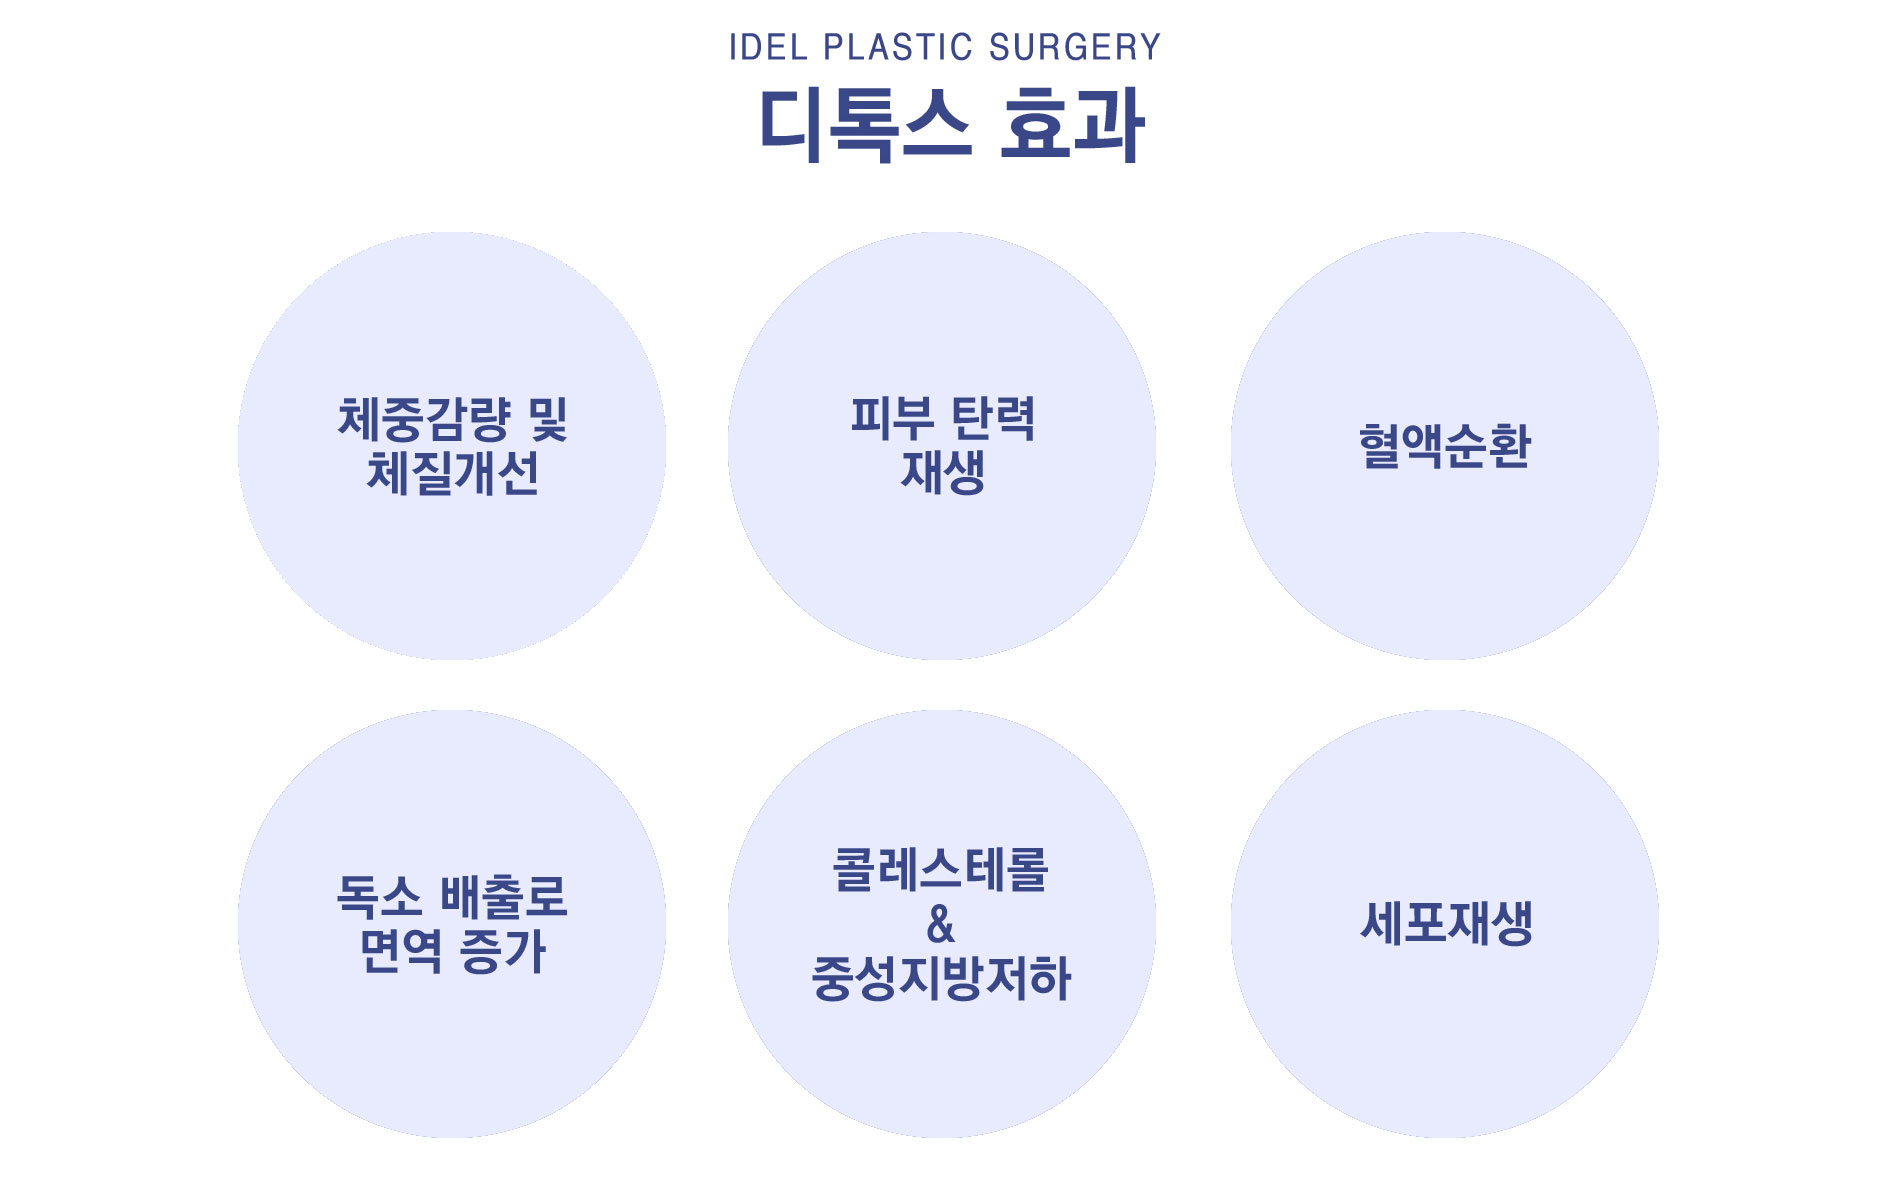 IDEL PLASTIC SURGERY
디톡스 효과
체중감량 및
체질개선
피부 탄력
재생
혈액순환
독소 배출로
면역 증가
콜레스테롤
&
중성지방저하
세포재생